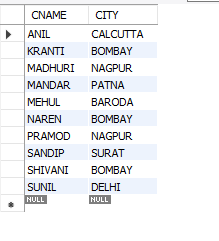 CNAME CITY
ANIL CALCUTTA
KRANTI BOMBAY
MADHURI NAGPUR
MANDAR PATNA
MEHUL BARODA
NAREN BOMBAY
PRAMOD NAGPUR
SANDIP SURAT
SHIVANI BOMBAY
SUNIL DELHI
NULL NULL